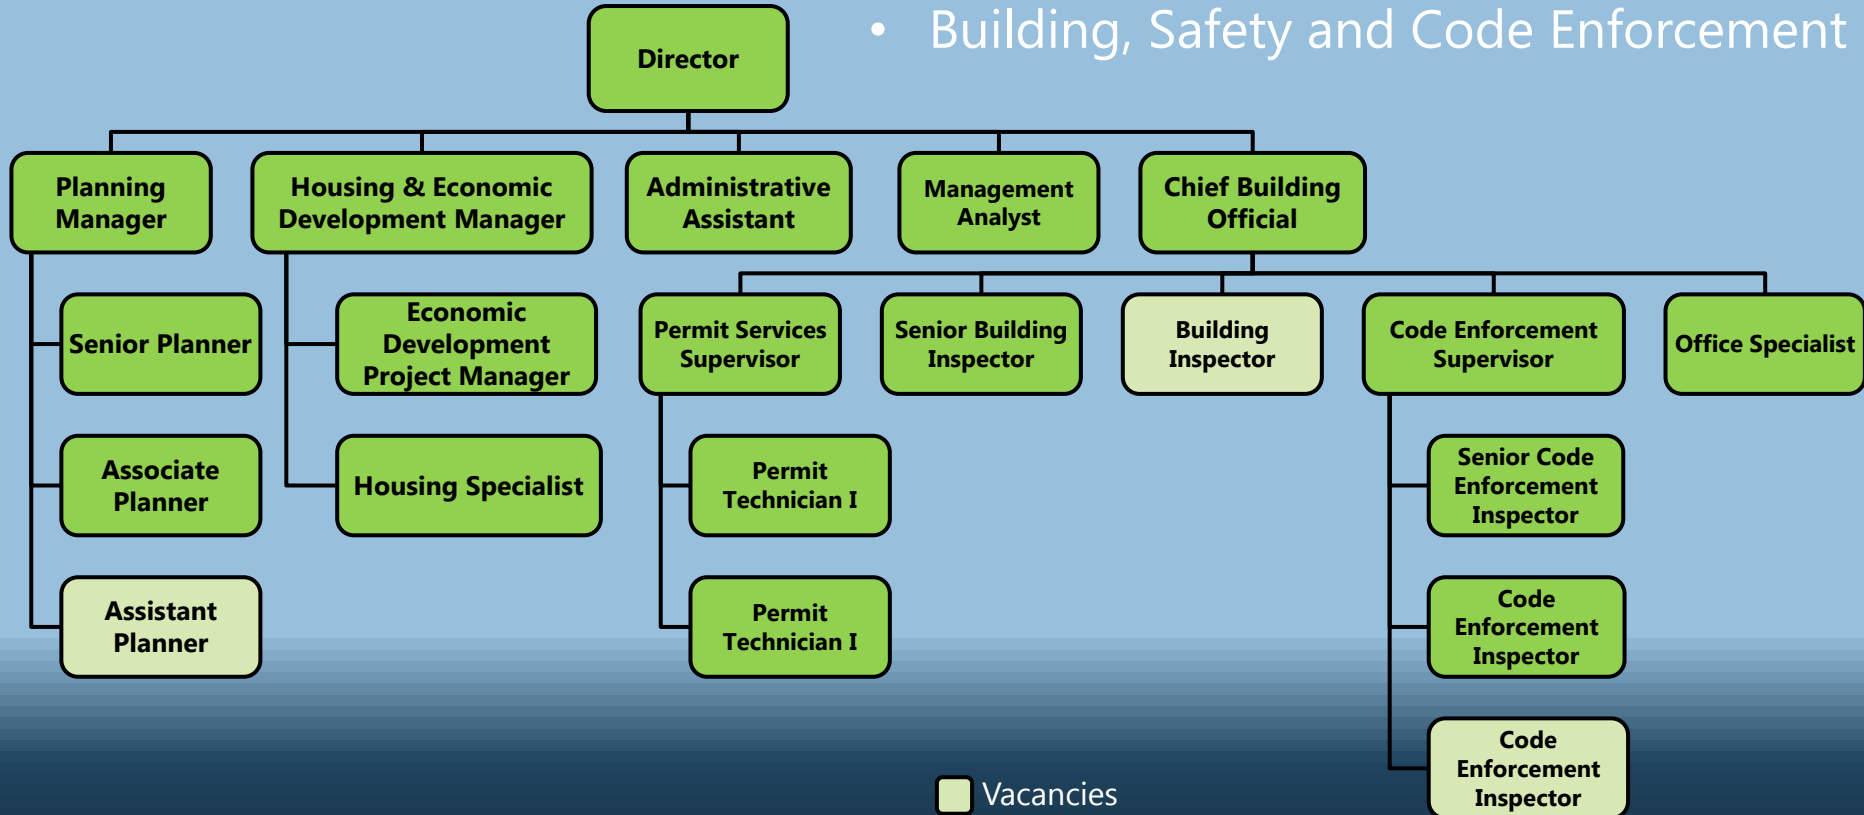 • Building, Safety and Code Enforcement
Director
Planning
Manager
Housing & Economic
Development Manager
Administrative
Assistant
Management
Analyst
Chief Building
Official
Senior Planner
Economic
Development
Project Manager
Permit Services
Supervisor
Senior Building
Inspector
Building
Inspector
Code Enforcement
Supervisor
Office Specialist
Associate
Planner
Housing Specialist
Permit
Technician I
Senior Code
Enforcement
Inspector
Assistant
Planner
Permit
Technician I
Code
Enforcement
Inspector
Code
Enforcement
Inspector
Vacancies